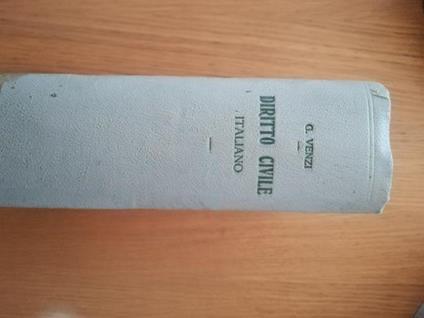 G. VENZI
DIRITTO CIVILE
ITALIANO